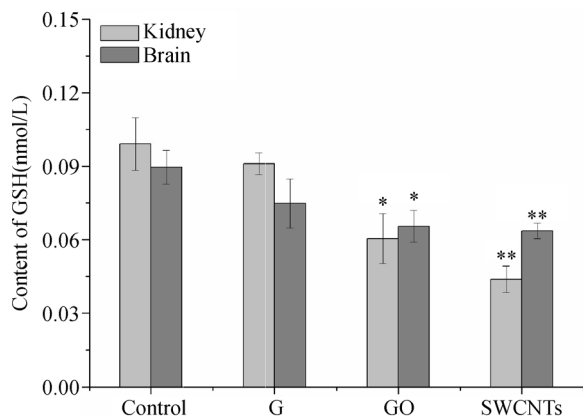 Kidney
Brain
Content of GSH(nmol/L)
0.15
0.12
0.09
0.06
0.03
0.00
* * ** **
Control G GO SWCNTs